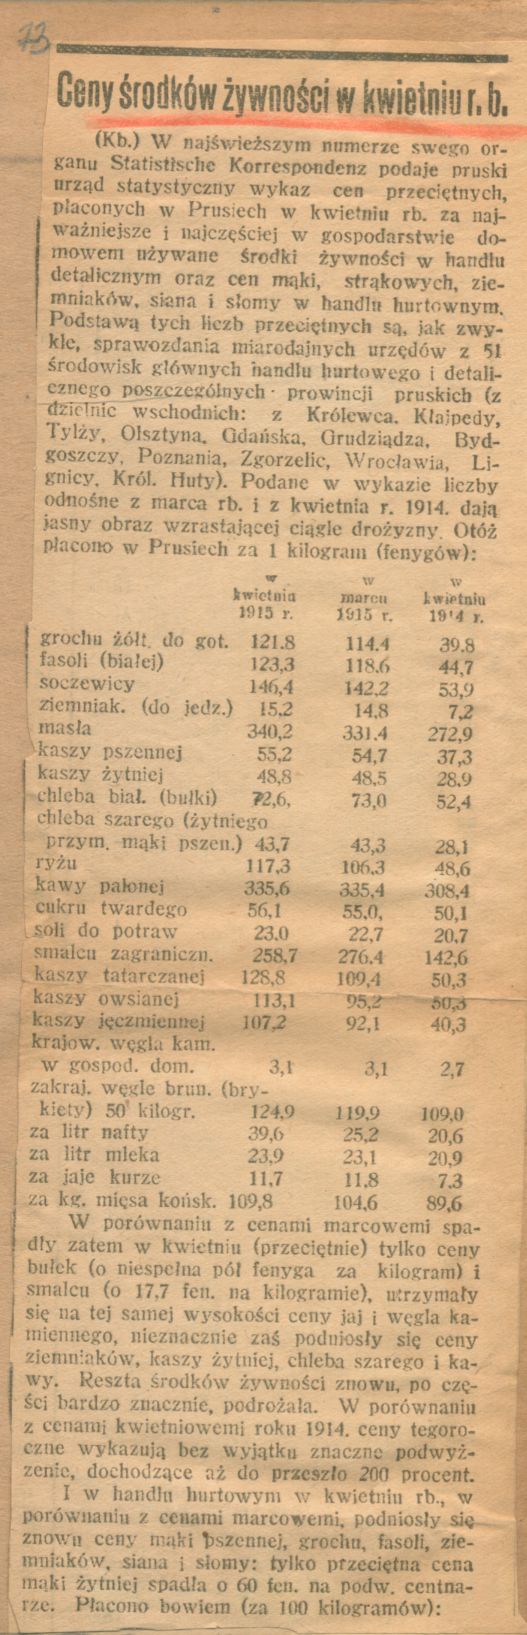 73
Ceny środków żywności w kwietniu r. b.
(Kb.) W najświeższym numerze swego or-
ganu Statistische Korrespondenz podaje pruski
urząd statystyczny wykaz cen przeciętnych,
płaconych w Prusiech w kwietniu rb. za naj-
ważniejsze i najczęściej w gospodarstwie do-
mowem używane środki żywności w handlu
detalicznym oraz cen mąki, strąkowych, zie-
mniaków, siana i słomy w handlu hurtownym.
Podstawą tych liczb przeciętnych są, jak zwy-
kle, sprawozdania miarodajnych urzędów z 51
środowisk głównych handlu hurtowego i detali-
cznego poszczególnych prowincji pruskich (z
dzielnic wschodnich: z Królewca, Kłajpedy,
Tylży, Olsztyna, Gdańska, Grudziądza, Byd-
goszczy, Poznania, Zgorzelic, Wrocławia, Li-
gnicy, Król. Huty). Podane w wykazie liczby
odnośne z marca rb. i z kwietnia r. 1914. dają
jasny obraz wzrastającej ciągle drożyzny. Otóż
płacono w Prusiech za 1 kilogram (fenygów):
w w w
kwietniu marcu kwietniu
1915 r. 1915 r. 19'4 r.
grochu żółt. do got. 121.8 114.4 39.8
fasoli (białej) 123,3 118.6 44,7
soczewicy 146,4 142.2 53,9
ziemniak. (do jedz.) 15.2 14,8 7,2
masła 340,2 331.4 272,9
kaszy pszennej 55,2 54,7 37,3
kaszy żytniej 48,8 48,5 28.9
chleba biał. (bułki) 72,6, 73,0 52,4
chleba szarego (żytniego
przym. mąki pszen.) 43,7 43,3 28,1
ryżu 117,3 106.3 48,6
kawy palonej 335,6 335,4 308,4
cukru twardego 56,1 55.0, 50,1
soli do potraw 23.0 22,7 20.7
smalcu zagraniczn. 258,7 276.4 142,6
kaszy tatarczanej 128,8 109,4 50,3
kaszy owsianej 113,1 95,2 50,3
kaszy jęczmiennej 107,2 92,1 40,3
krajow. węgla kam.
w gospod. dom. 3,1 3,1 2,7
zakraj. węgle brun. (bry-
kiety) 50 kilogr. 124,9 119,9 109,0
za litr nafty 39,6 25,2 20,6
za litr mleka 23,9 23,1 20,9
za jaje kurze 11,7 11.8 7.3
za kg. mięsa końsk. 109,8 104.6 89,6
W porównaniu z cenami marcowemi spa-
dły zatem w kwietniu (przeciętnie) tylko ceny
bułek (o niespełna pół fenyga za kilogram) i
smalcu (o 17,7 fen. na kilogramie), utrzymały
się na tej samej wysokości ceny jaj i węgla ka-
miennego, nieznacznie zaś podniosły się ceny
ziemniaków, kaszy żytniej, chleba szarego i ka-
wy. Reszta środków żywności znowu, po czę-
ści bardzo znacznie, podrożała. W porównaniu
z cenami kwietniowemi roku 1914. ceny tegoro-
czne wykazują bez wyjątku znaczne podwyż-
zenie, dochodzące aż do przeszło 200 procent.
I w handlu hurtowym w kwietniu rb., w
porównaniu z cenami marcowemi, podniosły się
znowu ceny mąki pszennej, grochu, fasoli, zie-
mniaków, siana i słomy: tylko przeciętna cena
mąki żytniej spadła o 60 fen. na podw. centna-
rze. Płacono bowiem (za 100 kilogramów):